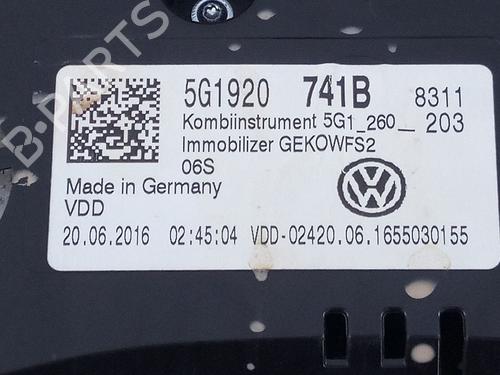 B-PARTS
5G1920 741B 8311
Kombiinstrument 5G1_260_ 203
Immobilizer GEKOWFS2
06S
Made in Germany
VDD
20.06.2016 02:45:04 VDD-02420.06.1655030155